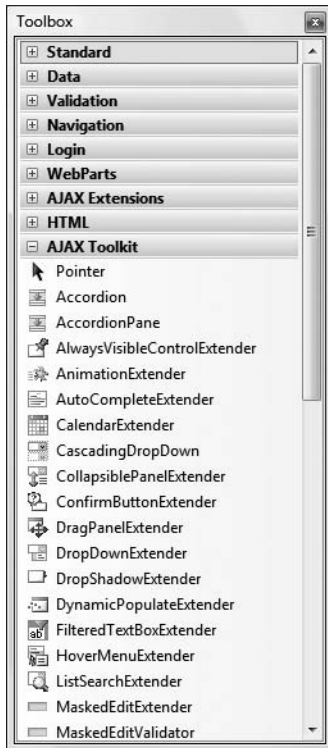 Toolbox
Standard
Data
Validation
Navigation
Login
WebParts
AJAX Extensions
HTML
AJAX Toolkit
Pointer
Accordion
AccordionPane
AlwaysVisibleControlExtender
AnimationExtender
AutoCompleteExtender
CalendarExtender
CascadingDropDown
CollapsiblePanelExtender
ConfirmButtonExtender
DragPanelExtender
DropDownExtender
DropShadowExtender
DynamicPopulateExtender
FilteredTextBoxExtender
HoverMenuExtender
ListSearchExtender
MaskedEditExtender
MaskedEditValidator